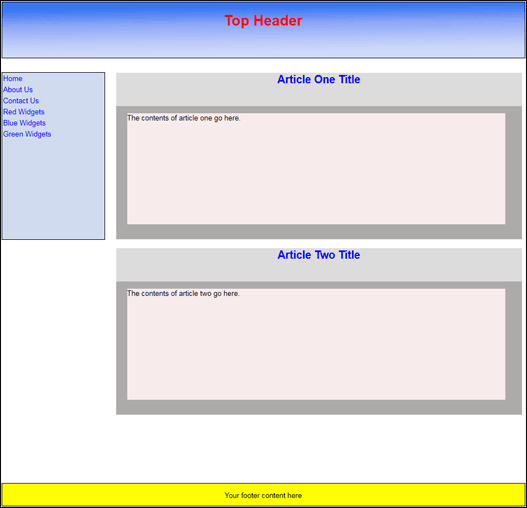 Top Header
Home
About Us
Contact Us
Red Widgets
Blue Widgets
Green Widgets
Article One Title
The contents of article one go here.
Article Two Title
The contents of article two go here.
Your footer content here